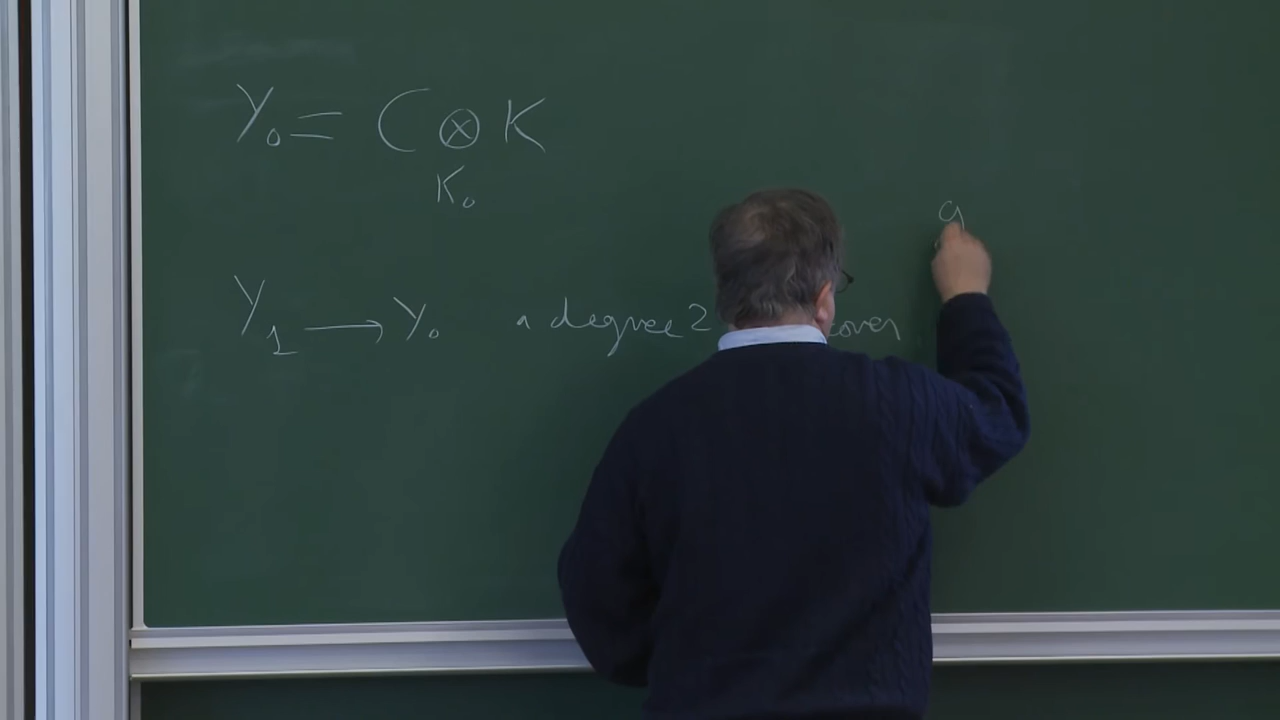 Y₀ = C ⊗ K
K₀
g
Y₁ → Y₀ a degree 2 cover